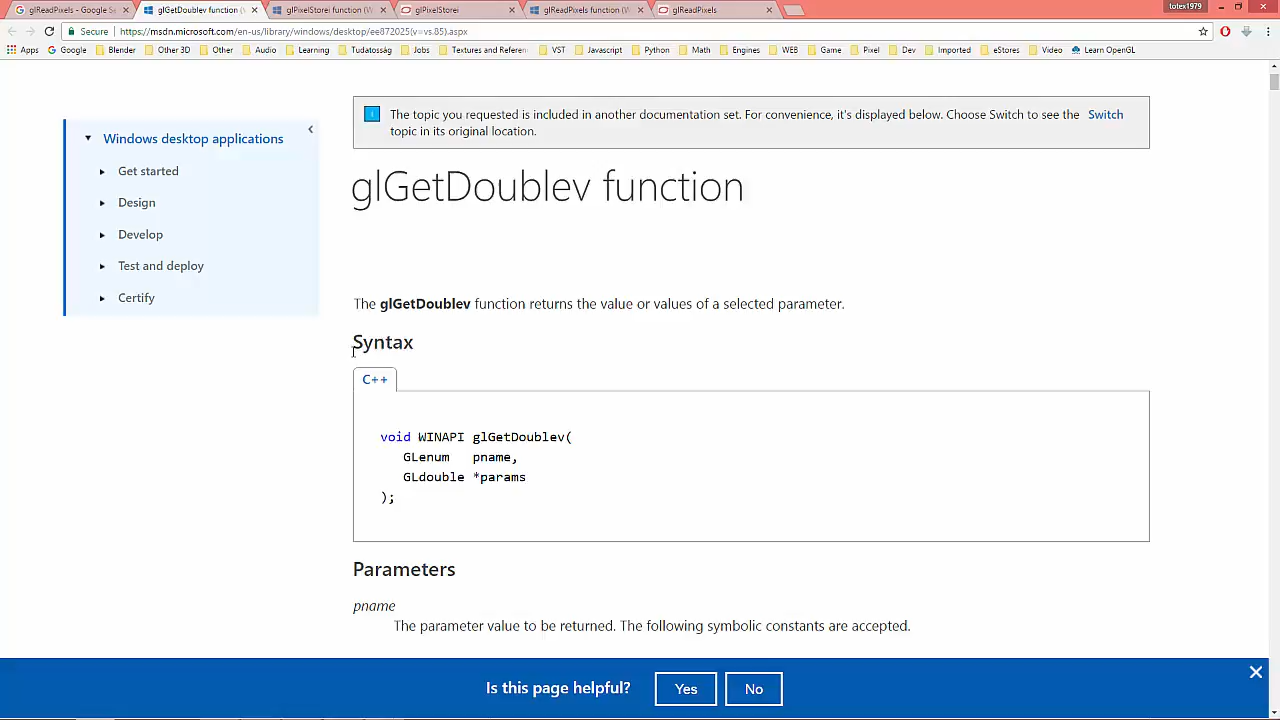 glReadPixels - Google Se
glGetDoublev function (
glPixelStorei function (W
glPixelStorei
glReadPixels function (W
glReadPixels
lotex1979
Secure
https://msdn.microsoft.com/en-us/library/windows/desktop/ee872025(v=vs.85).aspx
Apps
Google
Blender
Other 3D
Other
Audio
Learning
Tudatosság
Jobs
Textures and Referen
VST
Javascript
Python
Math
Engines
WEB
Game
Pixel
Dev
Imported
eStores
Video
Learn OpenGL
The topic you requested is included in another documentation set. For convenience, it's displayed below. Choose Switch to see the
topic in its original location.
Switch
Windows desktop applications
Get started
Design
Develop
Test and deploy
Certify
glGetDoublev function
The glGetDoublev function returns the value or values of a selected parameter.
Syntax
C++
void WINAPI glGetDoublev(
GLenum pname,
GLdouble *params
);
Parameters
pname
The parameter value to be returned. The following symbolic constants are accepted.
Is this page helpful?
Yes
No